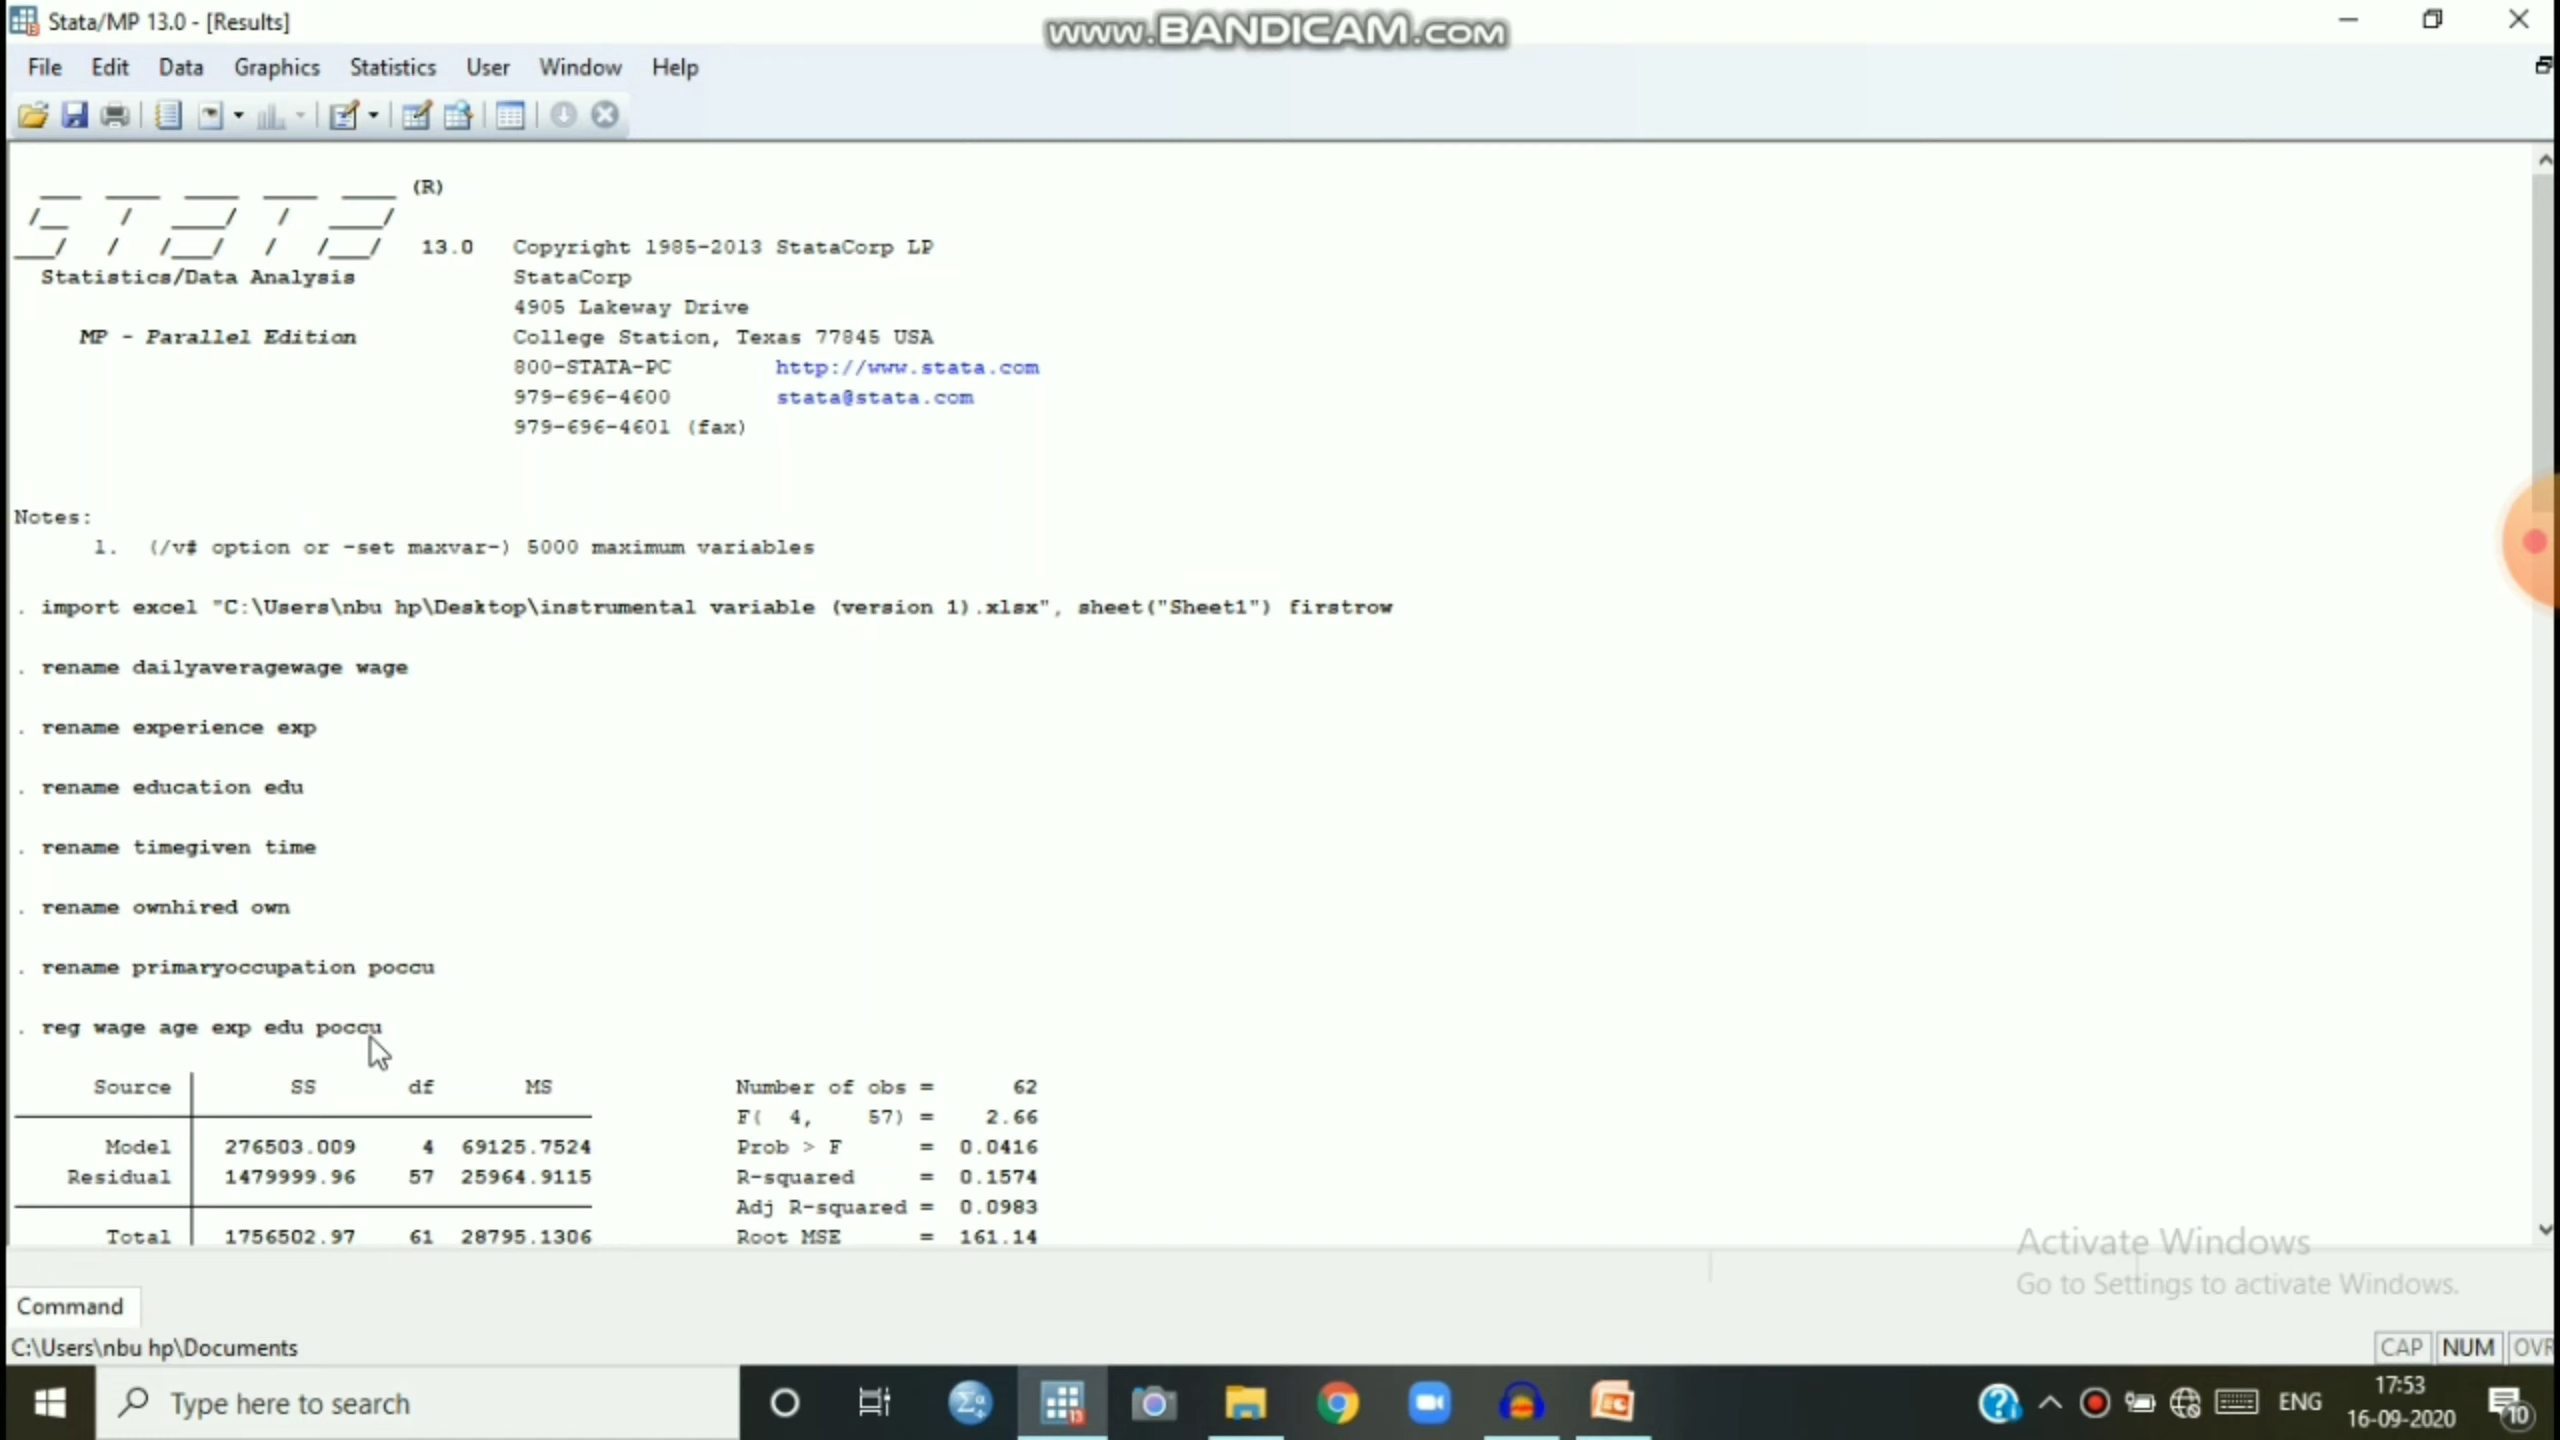 Stata/MP 13.0 - [Results]
www.BANDICAM.com
File Edit Data Graphics Statistics User Window Help
STATA (R)
13.0 Copyright 1985-2013 StataCorp LP
Statistics/Data Analysis StataCorp
4905 Lakeway Drive
MP - Parallel Edition College Station, Texas 77845 USA
800-STATA-PC http://www.stata.com
979-696-4600 stata@stata.com
979-696-4601 (fax)
Notes:
1. (/v# option or -set maxvar-) 5000 maximum variables
. import excel "C:\Users\nbu hp\Desktop\instrumental variable (version 1).xlsx", sheet("Sheet1") firstrow
. rename dailyaveragewage wage
. rename experience exp
. rename education edu
. rename timegiven time
. rename ownhired own
. rename primaryoccupation poccu
. reg wage age exp edu poccu
Source SS df MS Number of obs = 62
F( 4, 57) = 2.66
Model 276503.009 4 69125.7524 Prob > F = 0.0416
Residual 1479999.96 57 25964.9115 R-squared = 0.1574
Adj R-squared = 0.0983
Total 1756502.97 61 28795.1306 Root MSE = 161.14
Activate Windows
Go to Settings to activate Windows.
Command
C:\Users\nbu hp\Documents
CAP NUM OVR
Type here to search
ENG
17:53
16-09-2020
10